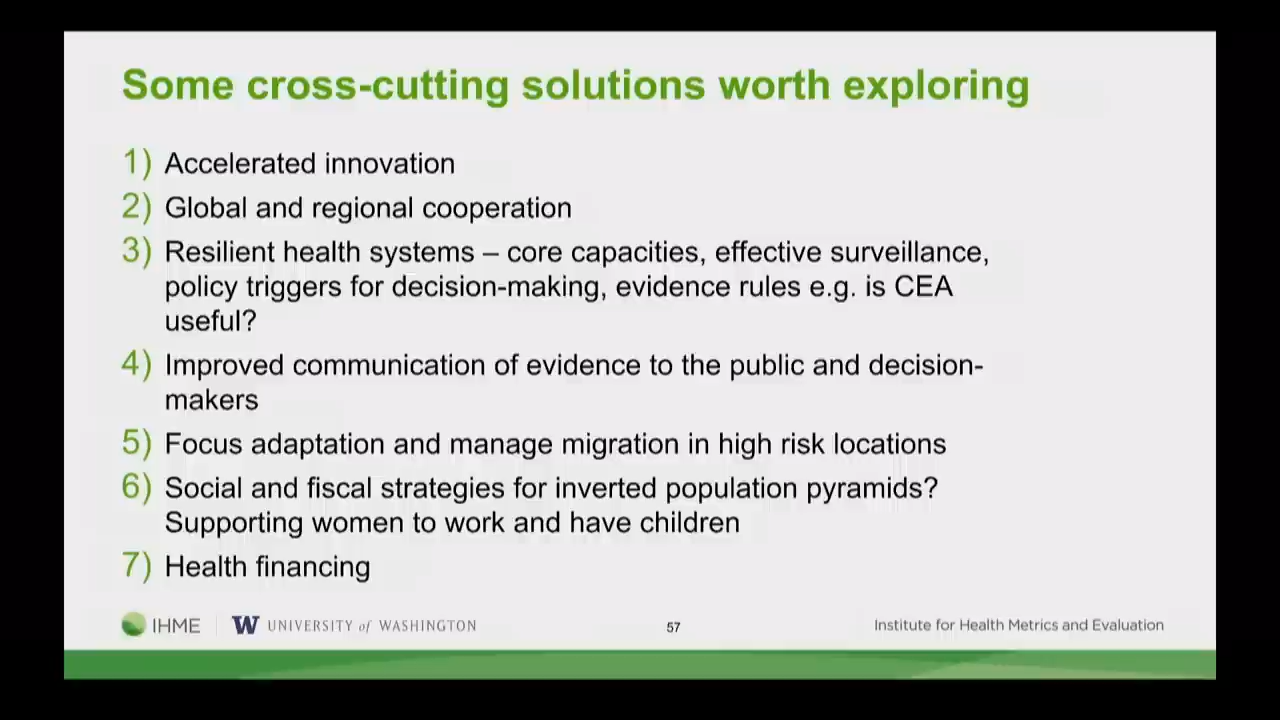 Some cross-cutting solutions worth exploring
1) Accelerated innovation
2) Global and regional cooperation
3) Resilient health systems – core capacities, effective surveillance,
policy triggers for decision-making, evidence rules e.g. is CEA
useful?
4) Improved communication of evidence to the public and decision-
makers
5) Focus adaptation and manage migration in high risk locations
6) Social and fiscal strategies for inverted population pyramids?
Supporting women to work and have children
7) Health financing
IHME W UNIVERSITY of WASHINGTON 57 Institute for Health Metrics and Evaluation